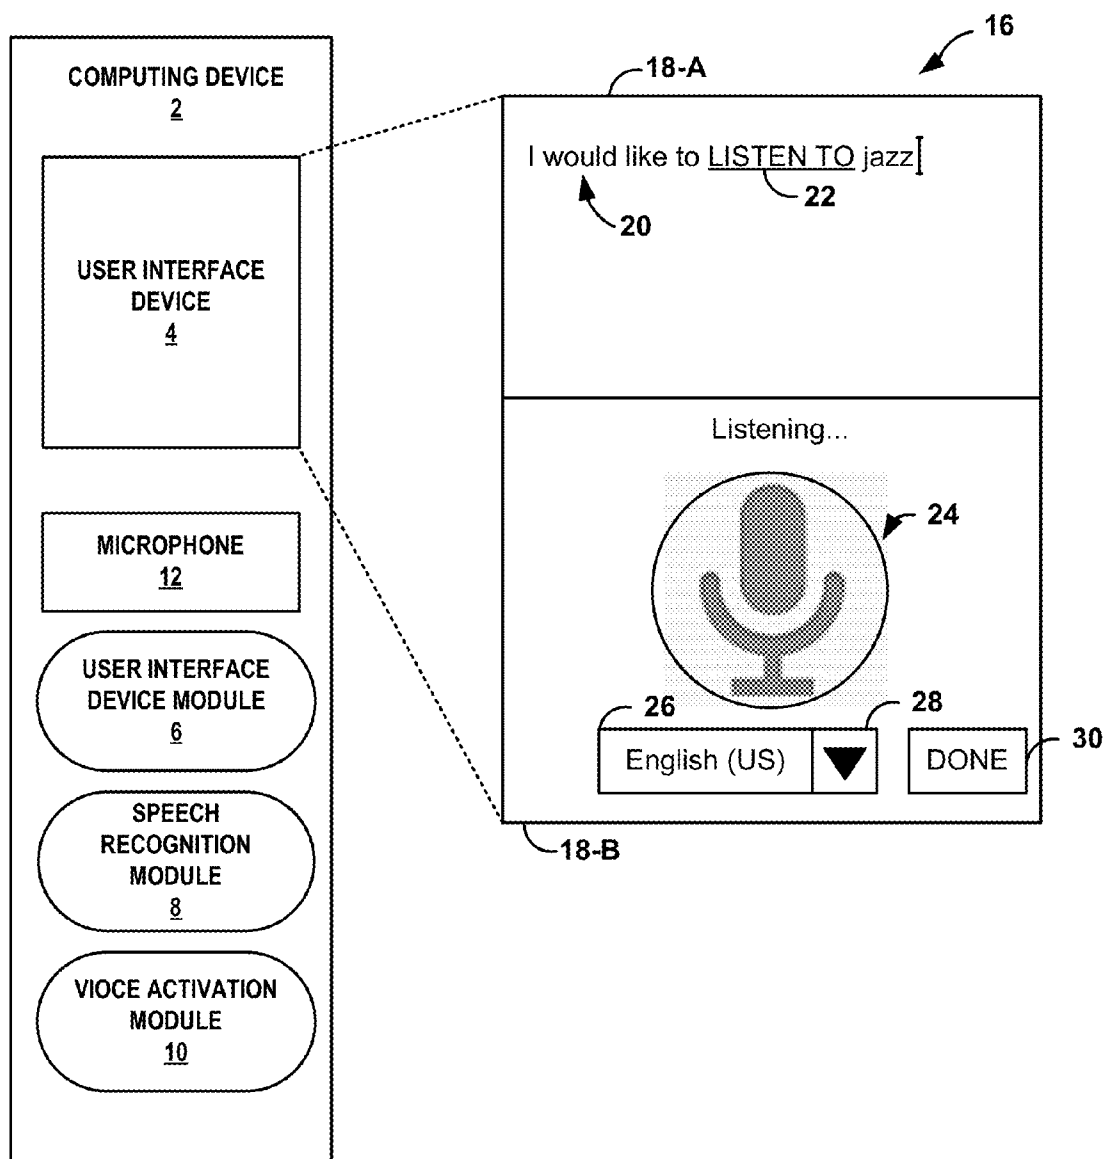 COMPUTING DEVICE
2
USER INTERFACE
DEVICE
4
MICROPHONE
12
USER INTERFACE
DEVICE MODULE
6
SPEECH
RECOGNITION
MODULE
8
VIOCE ACTIVATION
MODULE
10
16
18-A
I would like to LISTEN TO jazz
22
20
Listening...
24
26
28
English (US)
DONE
30
18-B